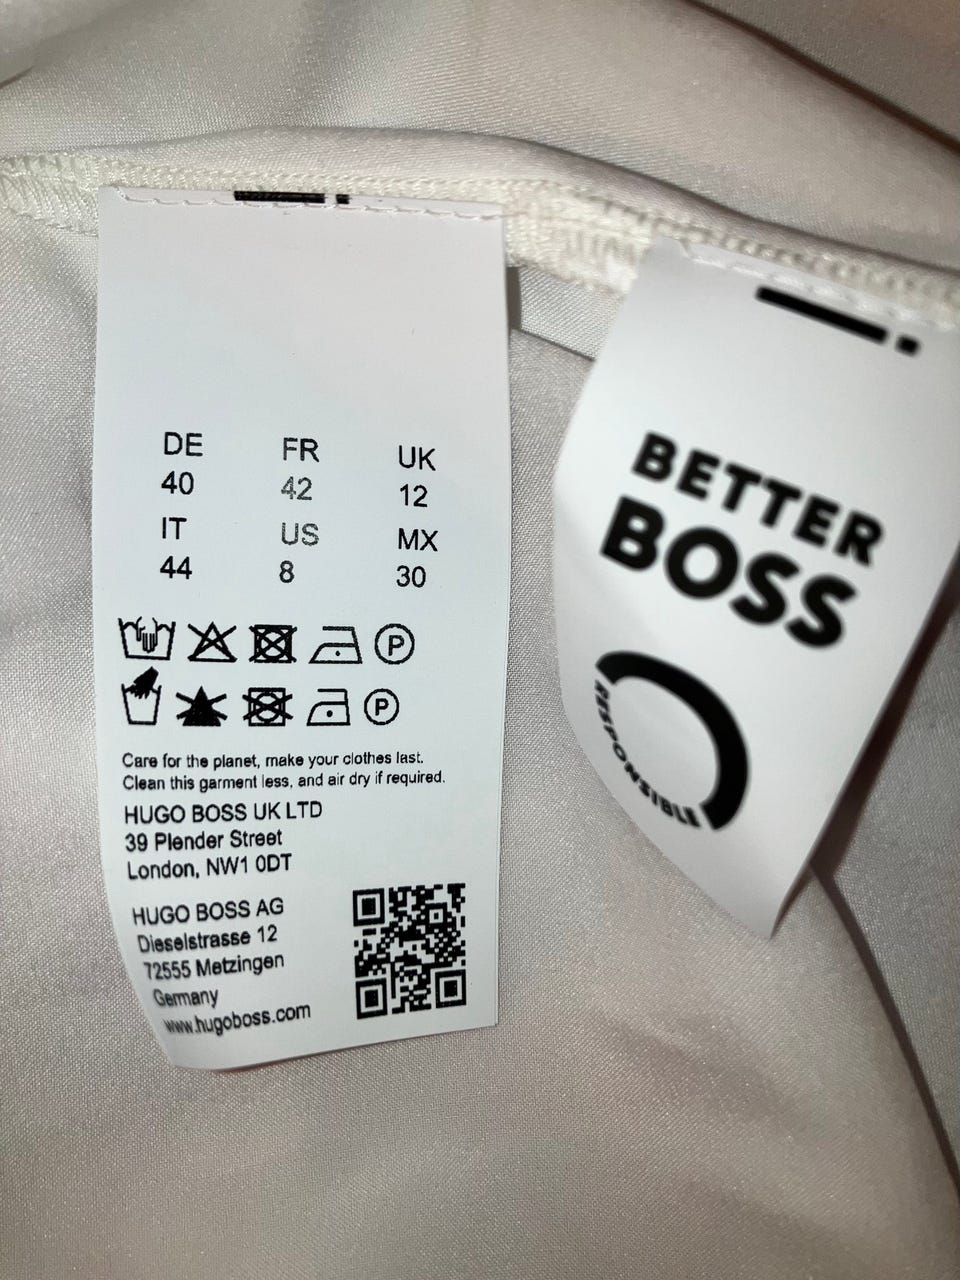 DE FR UK
40 42 12
IT US MX
44 8 30
P
P
Care for the planet, make your clothes last.
Clean this garment less, and air dry if required.
HUGO BOSS UK LTD
39 Plender Street
London, NW1 0DT
HUGO BOSS AG
Dieselstrasse 12
72555 Metzingen
Germany
www.hugoboss.com
BETTER
BOSS
RESPONSIBLE